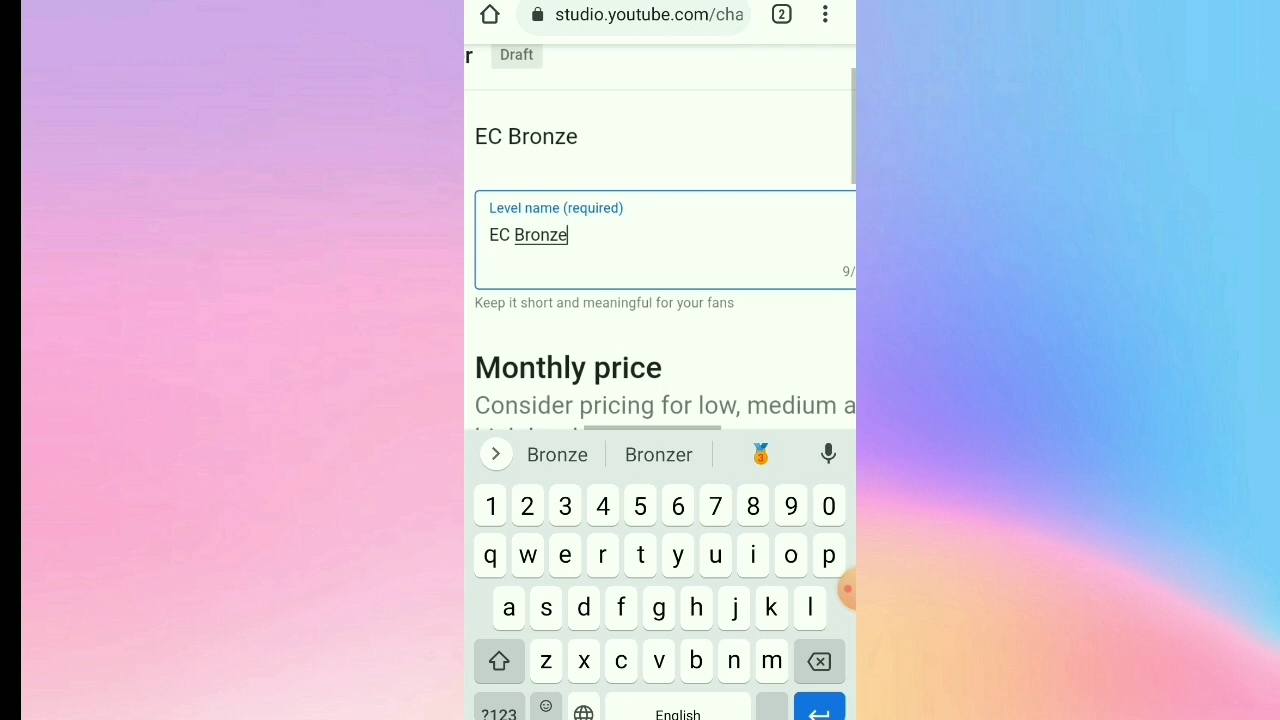 studio.youtube.com/cha
2
r
Draft
EC Bronze
Level name (required)
EC Bronze
9/
Keep it short and meaningful for your fans
Monthly price
Consider pricing for low, medium a
Bronze
Bronzer
3
1 2 3 4 5 6 7 8 9 0
q w e r t y u i o p
a s d f g h j k l
z x c v b n m
?123
English